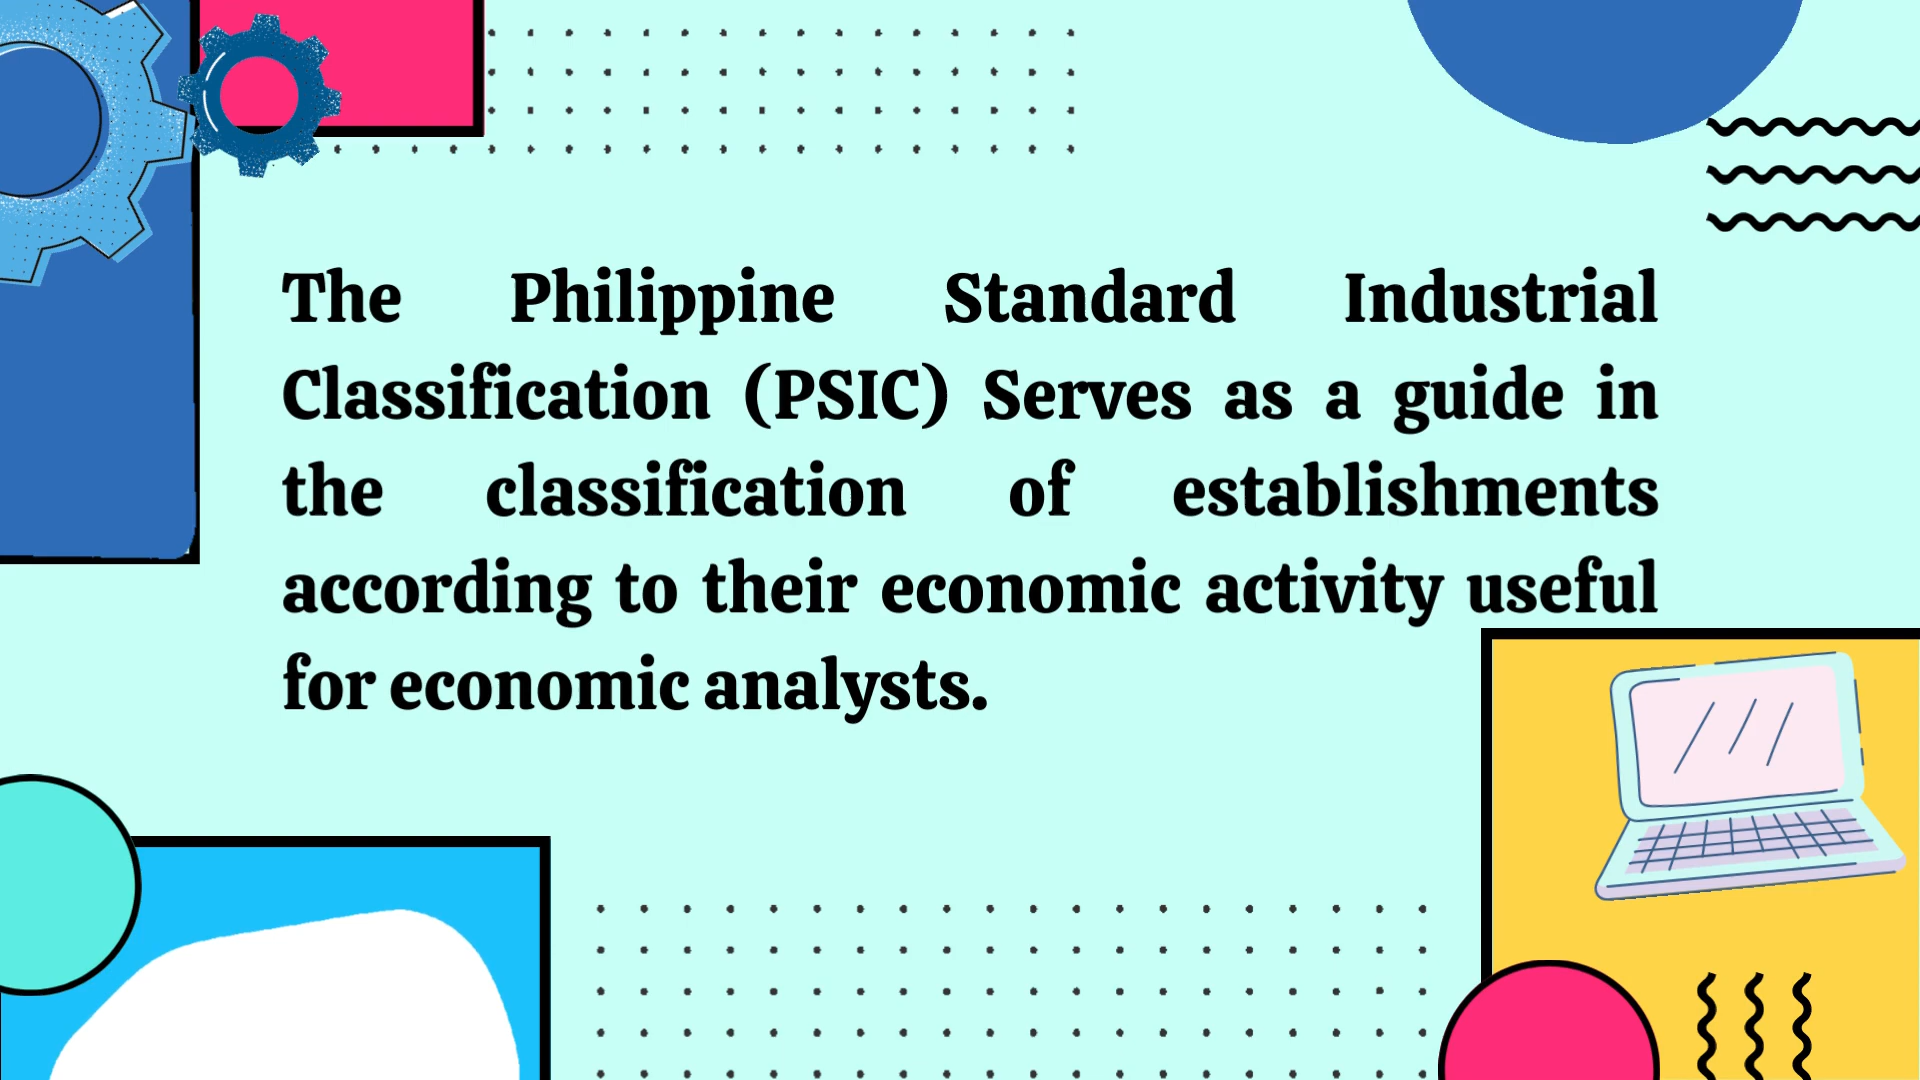 The Philippine Standard Industrial
Classification (PSIC) Serves as a guide in
the classification of establishments
according to their economic activity useful
for economic analysts.